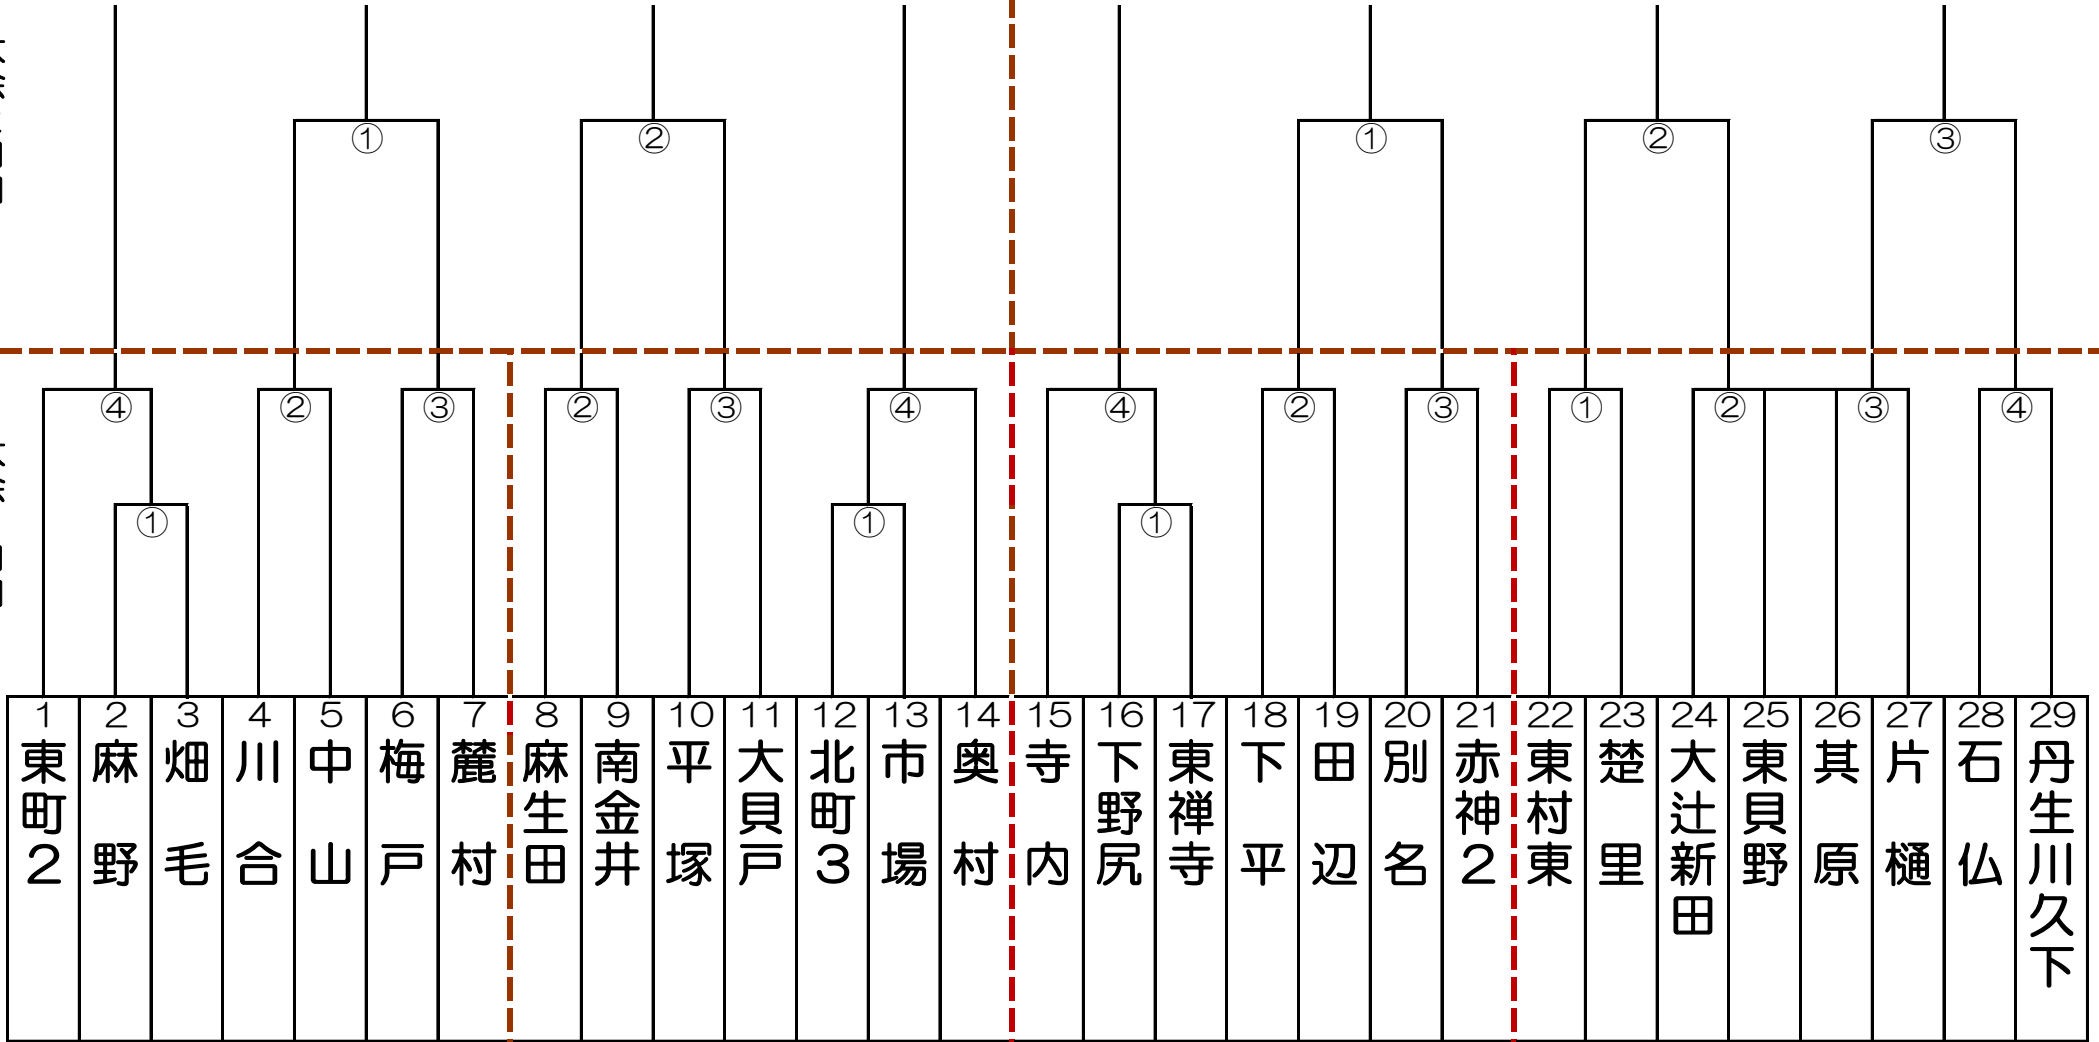 ① ② ① ② ③
④ ② ③ ② ③ ④ ④ ② ③ ① ② ③ ④
① ① ①
1 東町2
2 麻野
3 畑毛
4 川合
5 中山
6 梅戸
7 麓村
8 麻生田
9 南金井
10 平塚
11 大貝戸
12 北町3
13 市場
14 奥村
15 寺内
16 下野尻
17 東禅寺
18 下平
19 田辺
20 別名
21 赤神2
22 東村東
23 楚里
24 大辻新田
25 東貝野
26 其原
27 片樋
28 石仏
29 丹生川久下